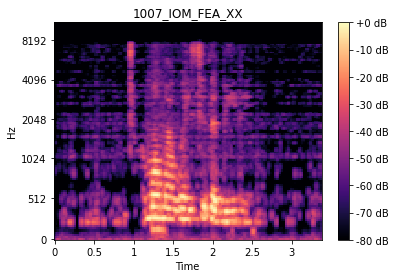 1007_IOM_FEA_XX
+0 dB
8192
-10 dB
4096
-20 dB
-30 dB
2048
-40 dB
Hz
1024
-50 dB
512
-60 dB
-70 dB
0
-80 dB
0 0.5 1 1.5 2 2.5 3
Time